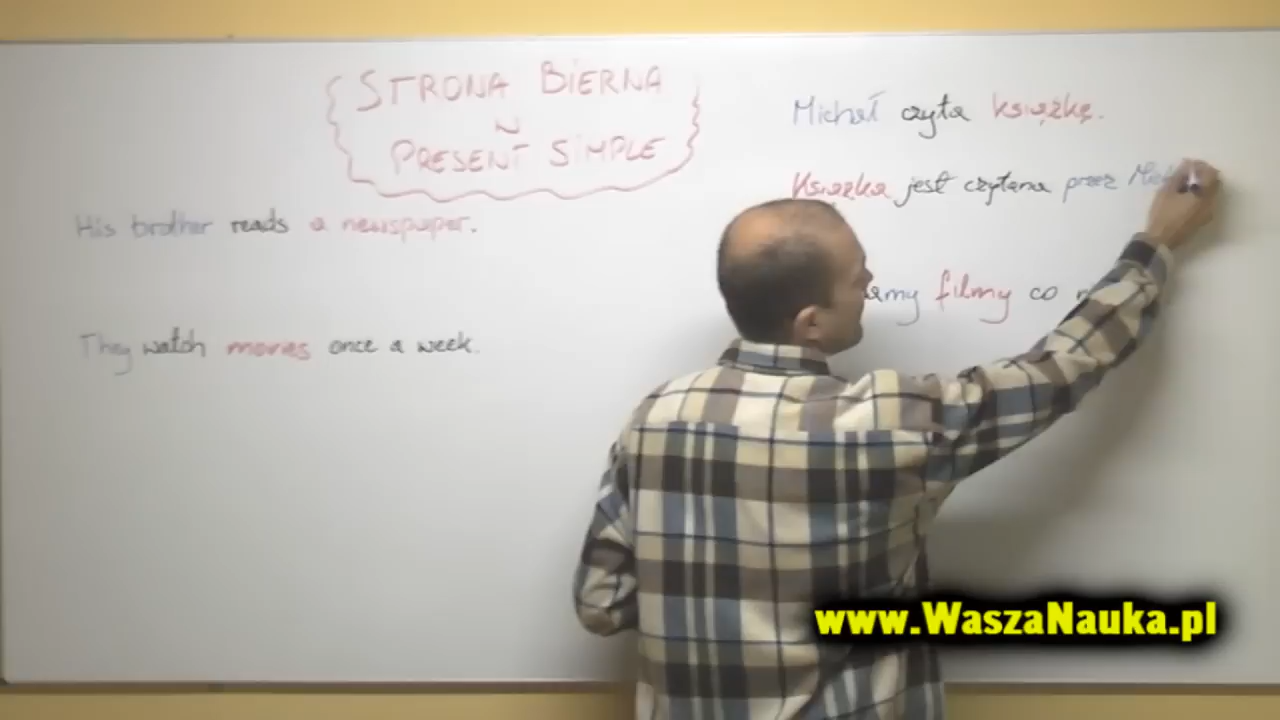 STRONA BIERNA
W
PRESENT SIMPLE
His brother reads a newspaper.
They watch movies once a week.
Michał czyta książkę.
Książka jest czytana przez
filmy co
www.WaszaNauka.pl